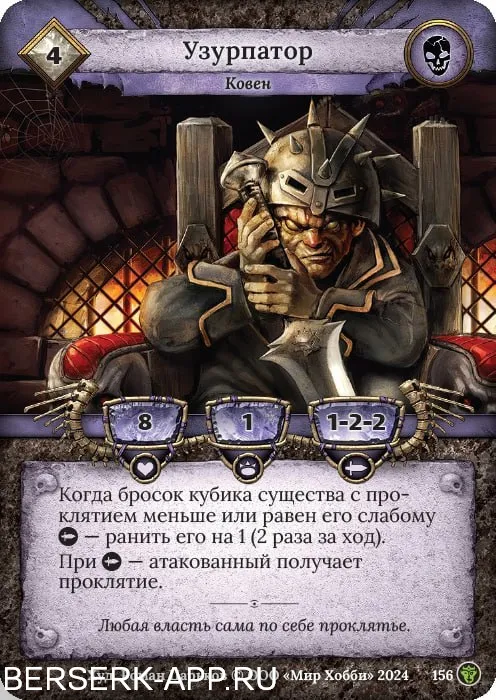 4
Узурпатор
Ковен
8
1
1-2-2
Когда бросок кубика существа с про-
клятием меньше или равен его слабому
— ранить его на 1 (2 раза за ход).
При — атакованный получает
проклятие.
Любая власть сама по себе проклятье.
© ООО «Мир Хобби» 2024
156
BERSERK-APP.RU